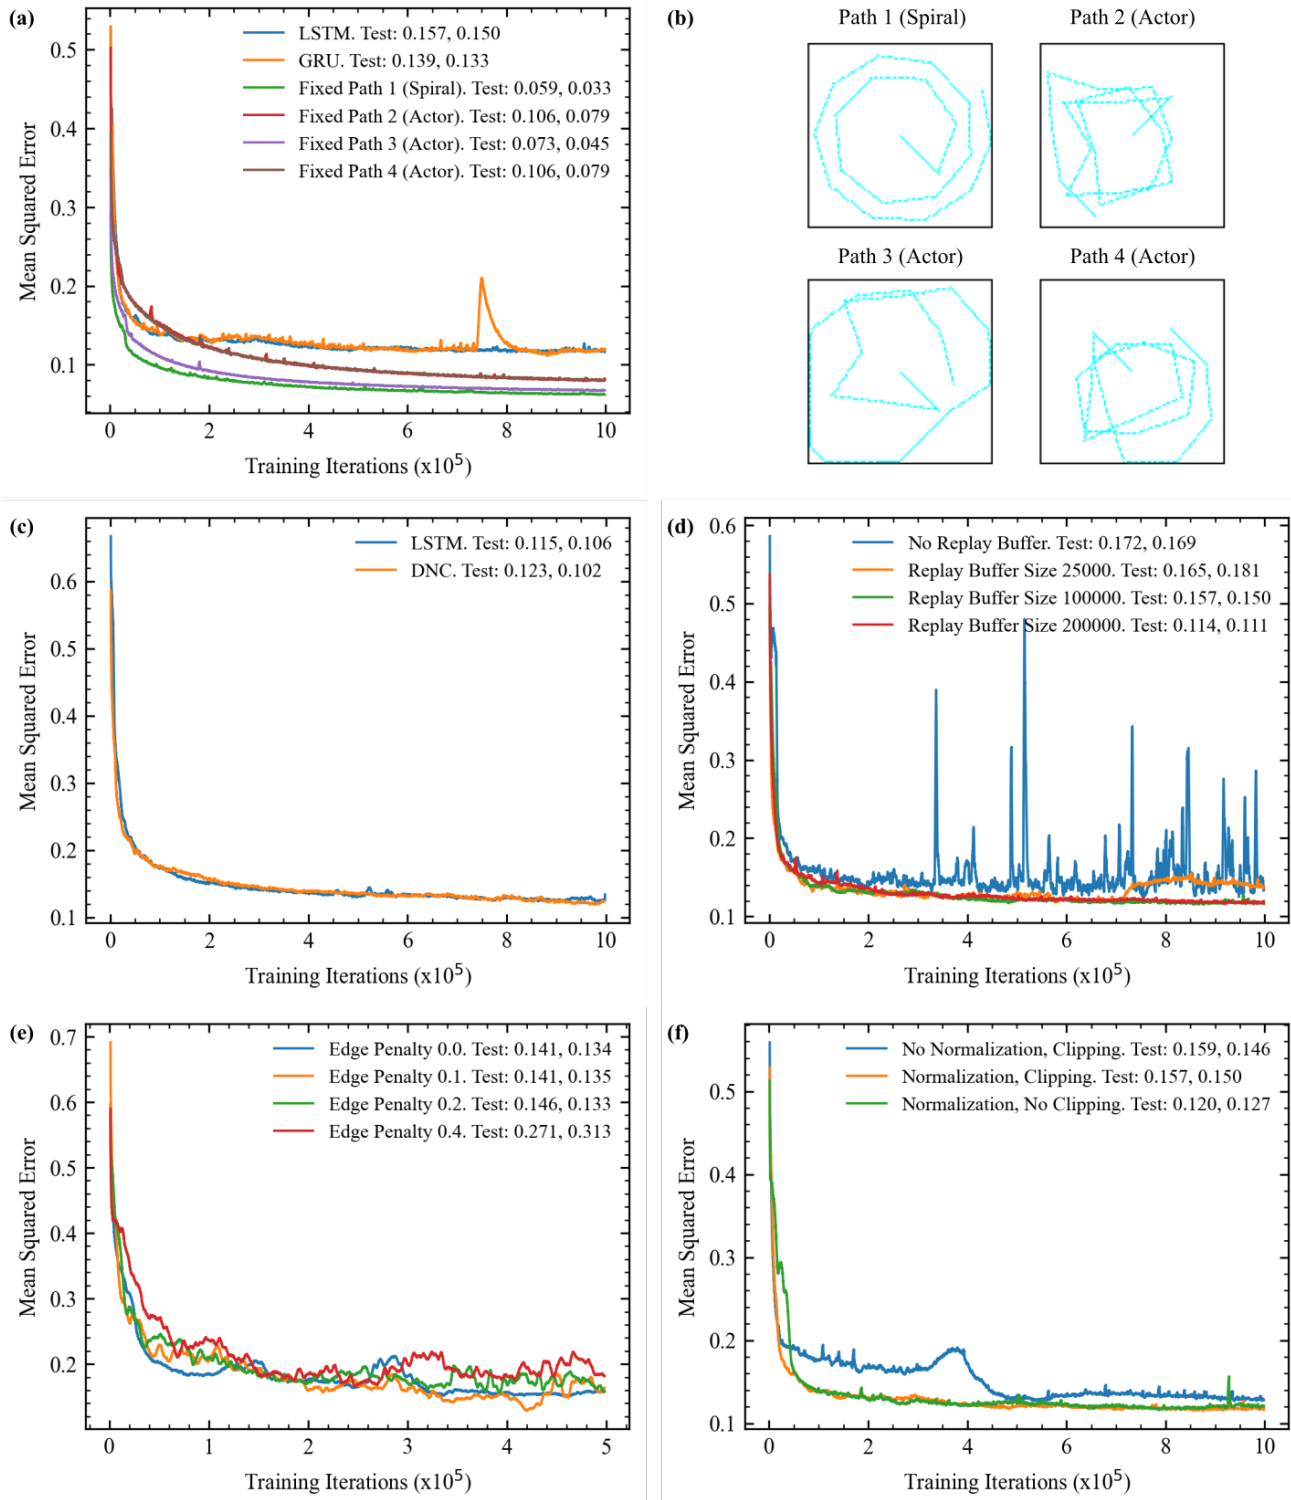 (a)
0.5
0.4
0.3
0.2
0.1
Mean Squared Error
LSTM. Test: 0.157, 0.150
GRU. Test: 0.139, 0.133
Fixed Path 1 (Spiral). Test: 0.059, 0.033
Fixed Path 2 (Actor). Test: 0.106, 0.079
Fixed Path 3 (Actor). Test: 0.073, 0.045
Fixed Path 4 (Actor). Test: 0.106, 0.079
0 2 4 6 8 10
Training Iterations (x10⁵)
(b)
Path 1 (Spiral) Path 2 (Actor)
Path 3 (Actor) Path 4 (Actor)
(c)
0.6
0.5
0.4
0.3
0.2
0.1
Mean Squared Error
LSTM. Test: 0.115, 0.106
DNC. Test: 0.123, 0.102
0 2 4 6 8 10
Training Iterations (x10⁵)
(d)
0.6
0.5
0.4
0.3
0.2
0.1
Mean Squared Error
No Replay Buffer. Test: 0.172, 0.169
Replay Buffer Size 25000. Test: 0.165, 0.181
Replay Buffer Size 100000. Test: 0.157, 0.150
Replay Buffer Size 200000. Test: 0.114, 0.111
0 2 4 6 8 10
Training Iterations (x10⁵)
(e)
0.7
0.6
0.5
0.4
0.3
0.2
Mean Squared Error
Edge Penalty 0.0. Test: 0.141, 0.134
Edge Penalty 0.1. Test: 0.141, 0.135
Edge Penalty 0.2. Test: 0.146, 0.133
Edge Penalty 0.4. Test: 0.271, 0.313
0 1 2 3 4 5
Training Iterations (x10⁵)
(f)
0.5
0.4
0.3
0.2
0.1
Mean Squared Error
No Normalization, Clipping. Test: 0.159, 0.146
Normalization, Clipping. Test: 0.157, 0.150
Normalization, No Clipping. Test: 0.120, 0.127
0 2 4 6 8 10
Training Iterations (x10⁵)